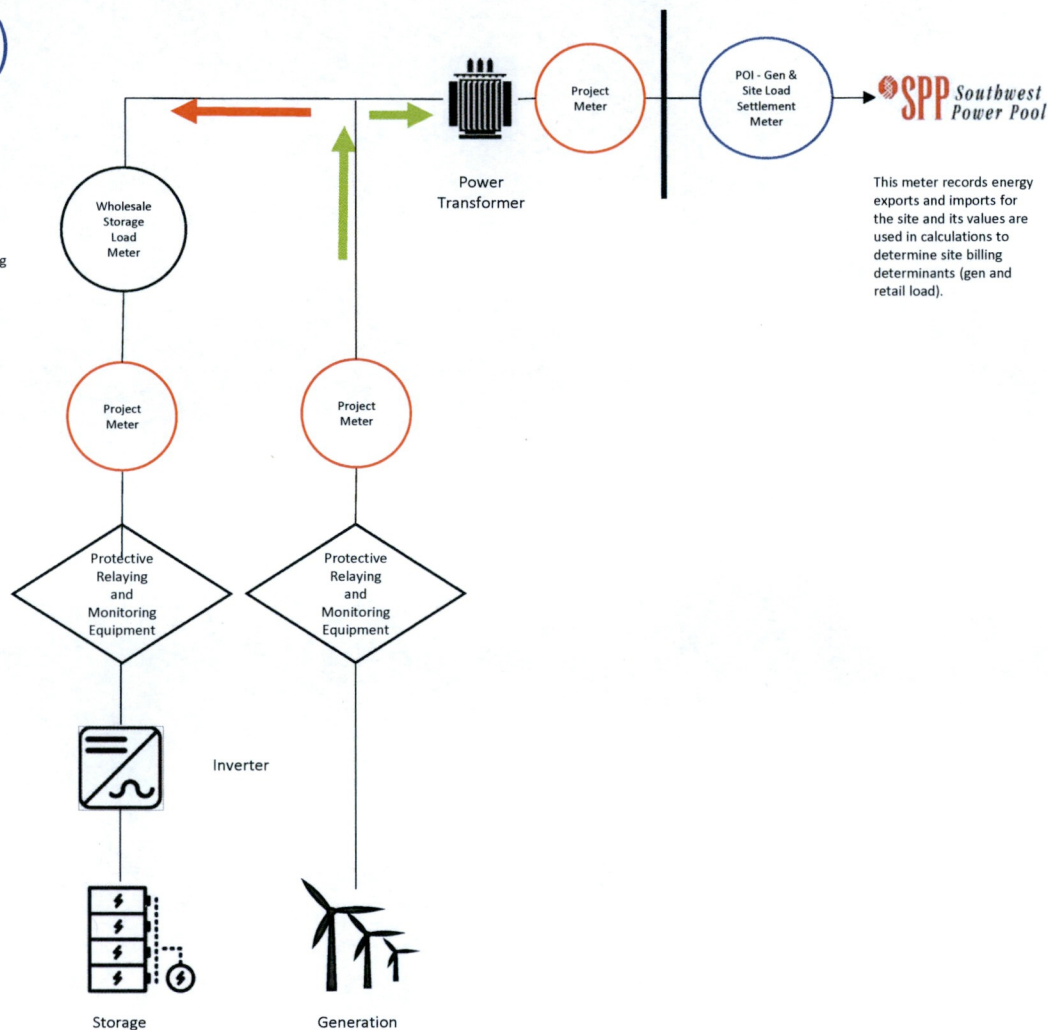 POI - Gen &
Site Load
Settlement
Meter
Project
Meter
SPP Southwest
Power Pool
Power
Transformer
This meter records energy
exports and imports for
the site and its values are
used in calculations to
determine site billing
determinants (gen and
retail load).
Wholesale
Storage
Load
Meter
g
Project
Meter
Project
Meter
Protective
Relaying
and
Monitoring
Equipment
Protective
Relaying
and
Monitoring
Equipment
Inverter
Storage
Generation